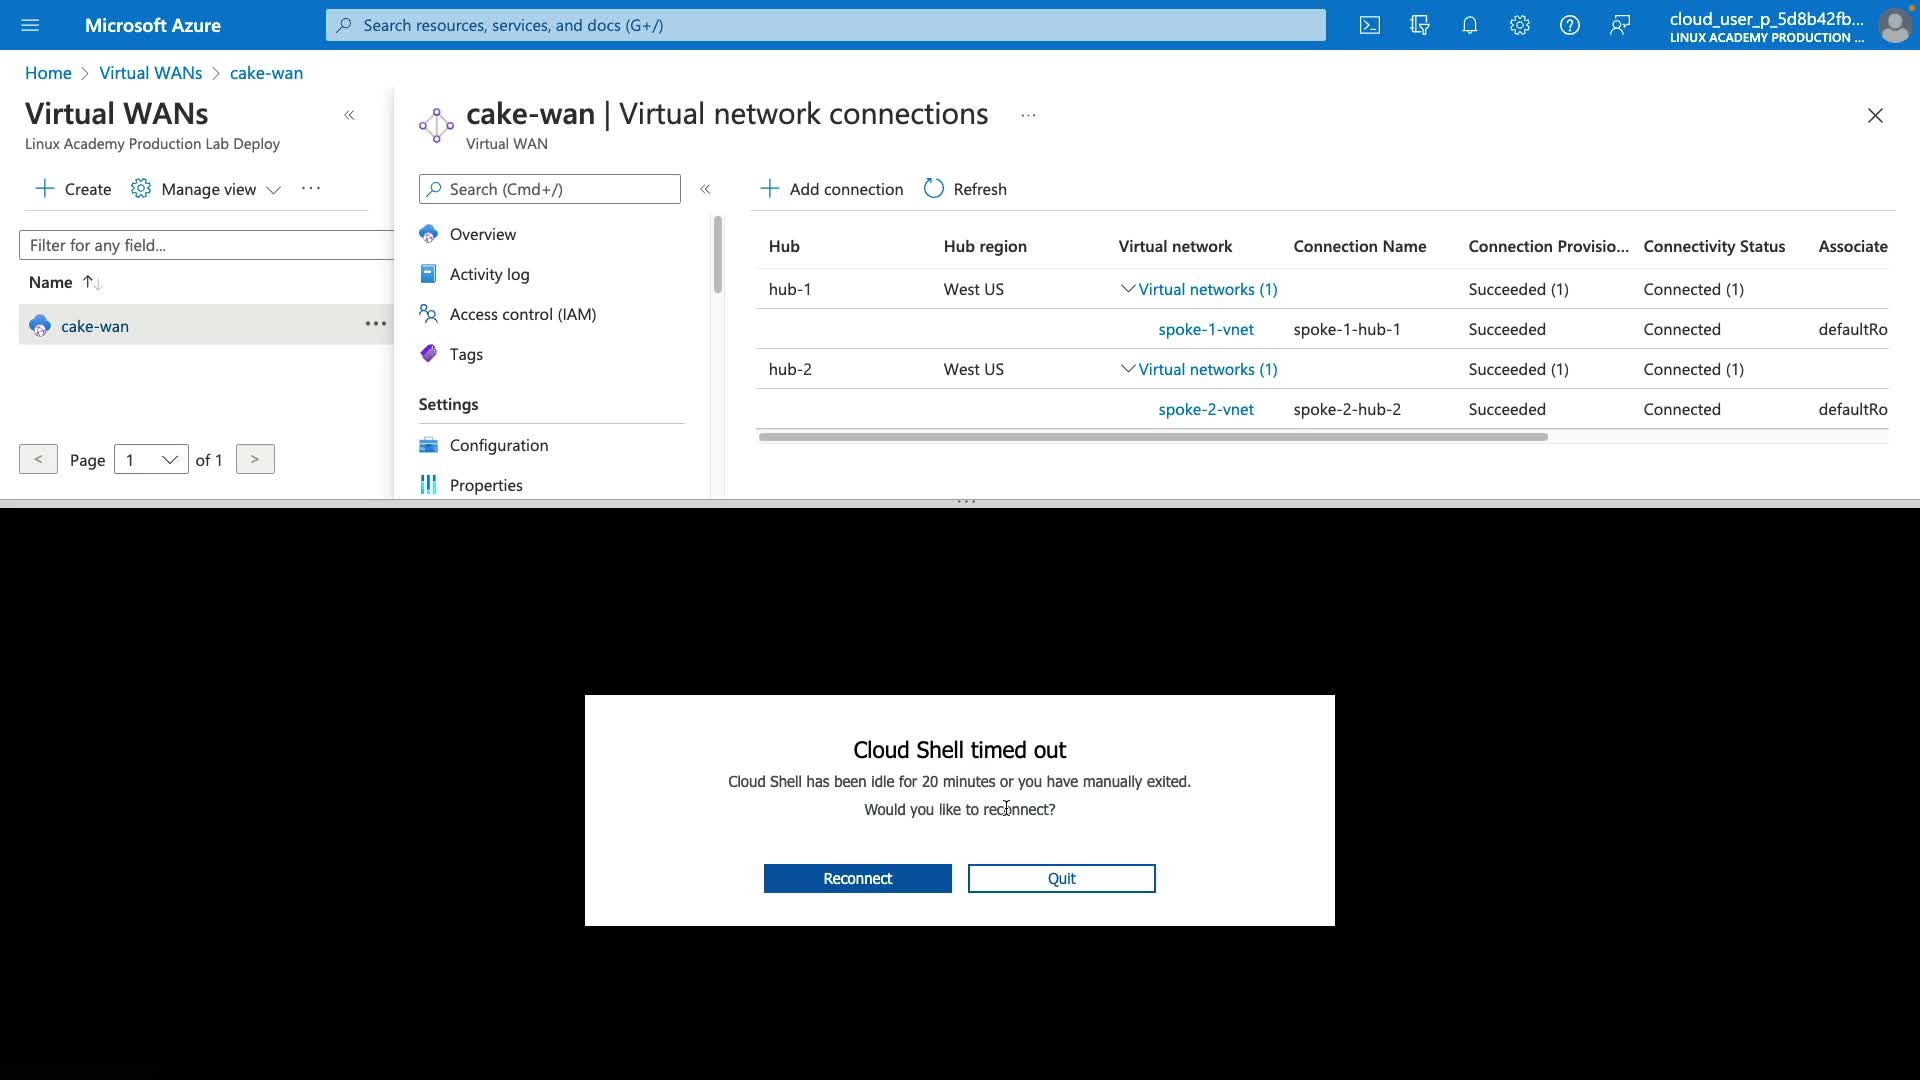 Microsoft Azure
Search resources, services, and docs (G+/)
cloud_user_p_5d8b42fb...
LINUX ACADEMY PRODUCTION ...
Home > Virtual WANs > cake-wan
Virtual WANs
Linux Academy Production Lab Deploy
Create Manage view ...
Filter for any field...
Name
cake-wan ...
< Page 1 of 1 >
cake-wan | Virtual network connections ...
Virtual WAN
Search (Cmd+/)
Overview
Activity log
Access control (IAM)
Tags
Settings
Configuration
Properties
Add connection Refresh
Hub Hub region Virtual network Connection Name Connection Provisio... Connectivity Status Associate
hub-1 West US Virtual networks (1) Succeeded (1) Connected (1)
spoke-1-vnet spoke-1-hub-1 Succeeded Connected defaultRo
hub-2 West US Virtual networks (1) Succeeded (1) Connected (1)
spoke-2-vnet spoke-2-hub-2 Succeeded Connected defaultRo
Cloud Shell timed out
Cloud Shell has been idle for 20 minutes or you have manually exited.
Would you like to reconnect?
Reconnect Quit